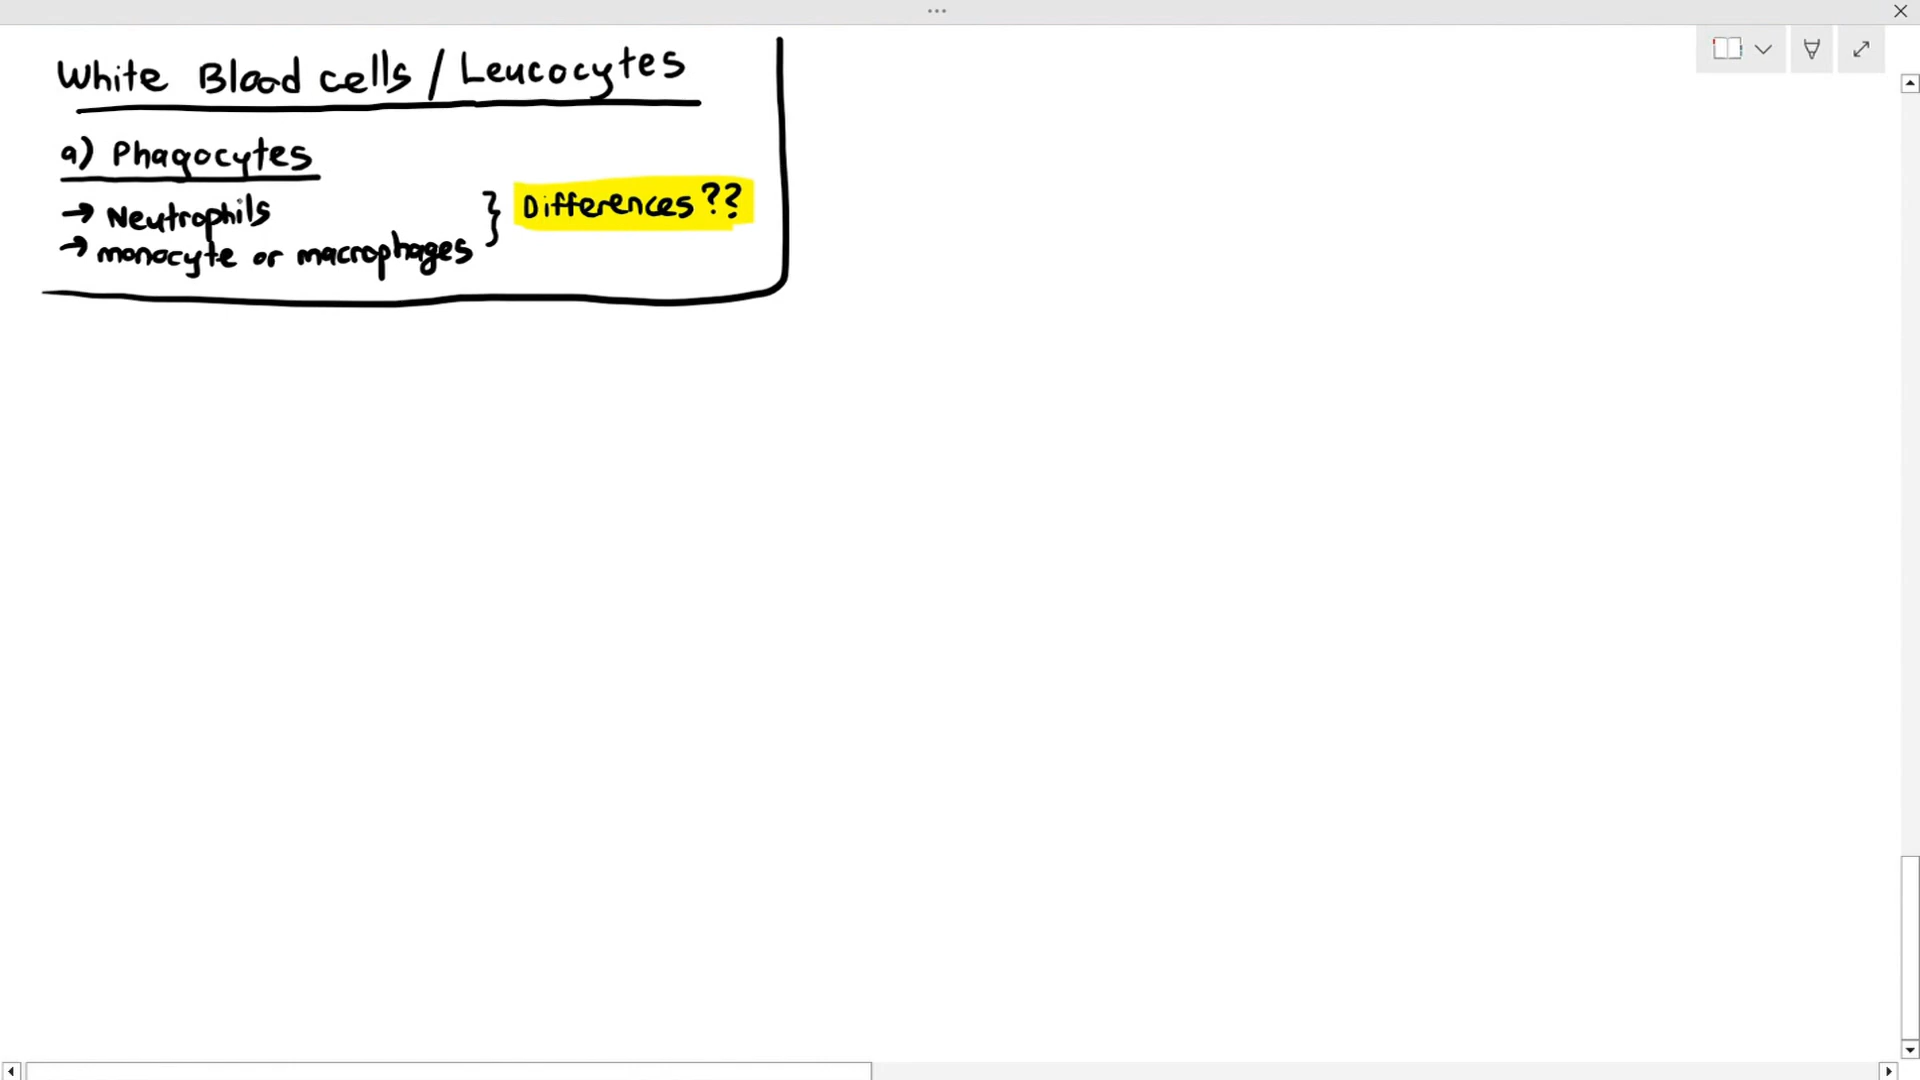 White Blood cells / Leucocytes
a) Phagocytes
→ Neutrophils
→ monocyte or macrophages
} Differences ??